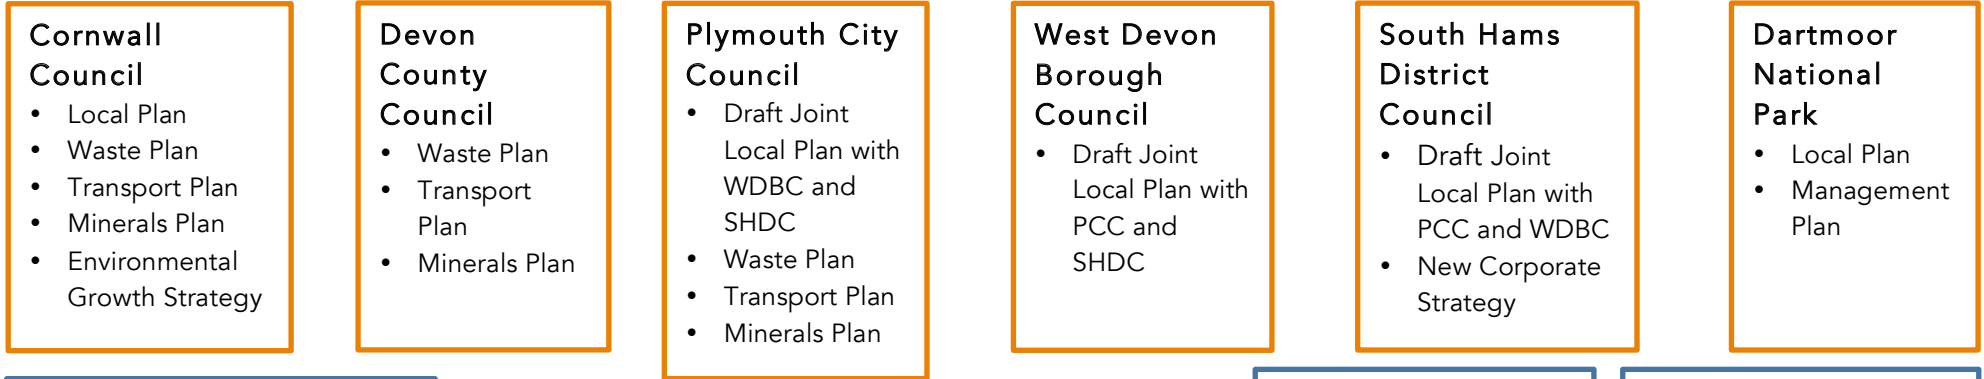 Cornwall
Council
• Local Plan
• Waste Plan
• Transport Plan
• Minerals Plan
• Environmental
Growth Strategy
Devon
County
Council
• Waste Plan
• Transport
Plan
• Minerals Plan
Plymouth City
Council
• Draft Joint
Local Plan with
WDBC and
SHDC
• Waste Plan
• Transport Plan
• Minerals Plan
West Devon
Borough
Council
• Draft Joint
Local Plan with
PCC and
SHDC
South Hams
District
Council
• Draft Joint
Local Plan with
PCC and WDBC
• New Corporate
Strategy
Dartmoor
National
Park
• Local Plan
• Management
Plan